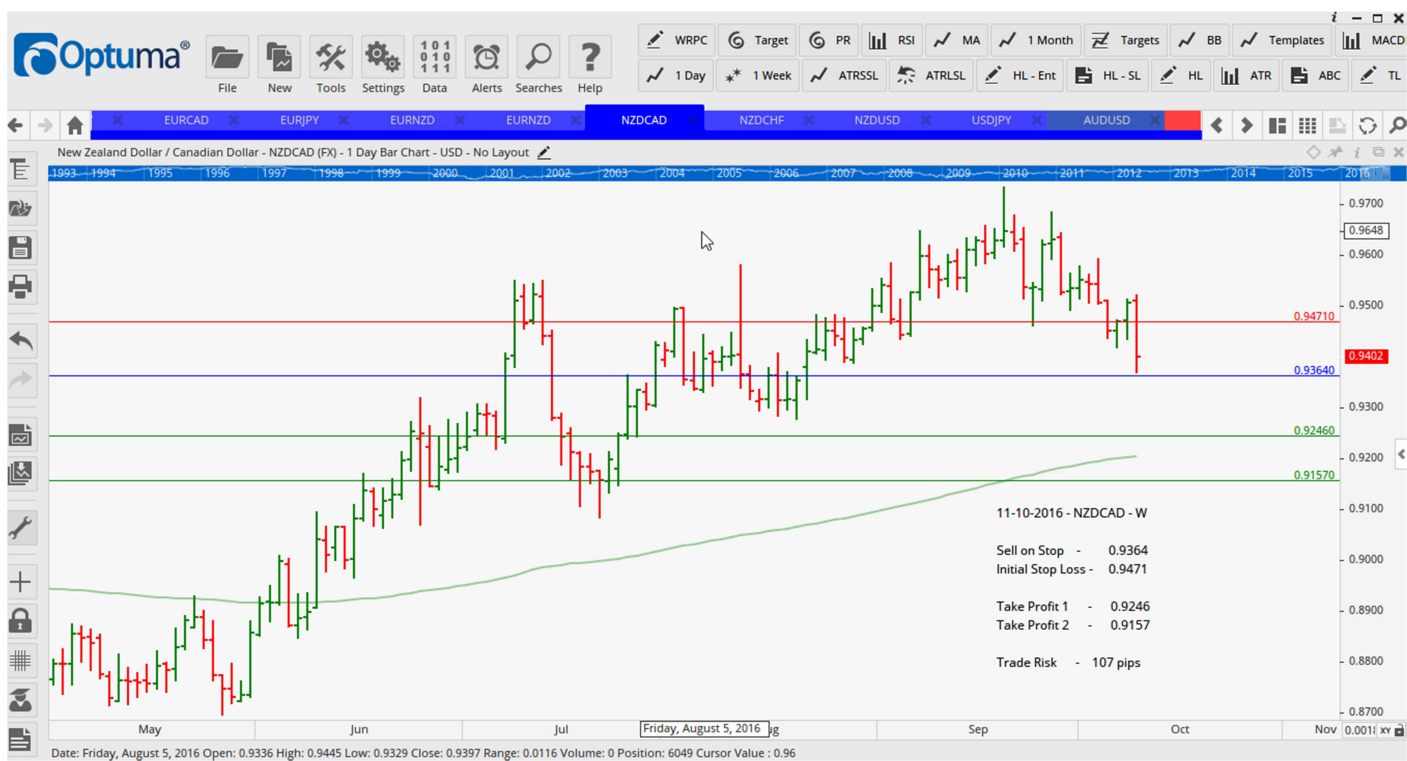 i
Optuma®
File
New
Tools
Settings
101
010
111
Data
Alerts
Searches
?
Help
WRPC
Target
PR
RSI
MA
1 Month
Targets
BB
Templates
MACD
1 Day
1 Week
ATRSSL
ATRLSL
HL - Ent
HL - SL
HL
ATR
ABC
TL
EURCAD
EURJPY
EURNZD
EURNZD
NZDCAD
NZDCHF
NZDUSD
USDJPY
AUDUSD
New Zealand Dollar / Canadian Dollar - NZDCAD (FX) - 1 Day Bar Chart - USD - No Layout
i
1993 1994 1995 1996 1997 1998 1999 2000 2001 2002 2003 2004 2005 2006 2007 2008 2009 2010 2011 2012 2013 2014 2015 2016
0.9700
0.9648
0.9600
0.9500
0.94710
0.9402
0.93640
0.9300
0.92460
0.9200
0.91570
0.9100
0.9000
0.8900
0.8800
0.8700
11-10-2016 - NZDCAD - W
Sell on Stop - 0.9364
Initial Stop Loss - 0.9471
Take Profit 1 - 0.9246
Take Profit 2 - 0.9157
Trade Risk - 107 pips
May Jun Jul Friday, August 5, 2016 Sep Oct Nov
XY
Date: Friday, August 5, 2016 Open: 0.9336 High: 0.9445 Low: 0.9329 Close: 0.9397 Range: 0.0116 Volume: 0 Position: 6049 Cursor Value : 0.96